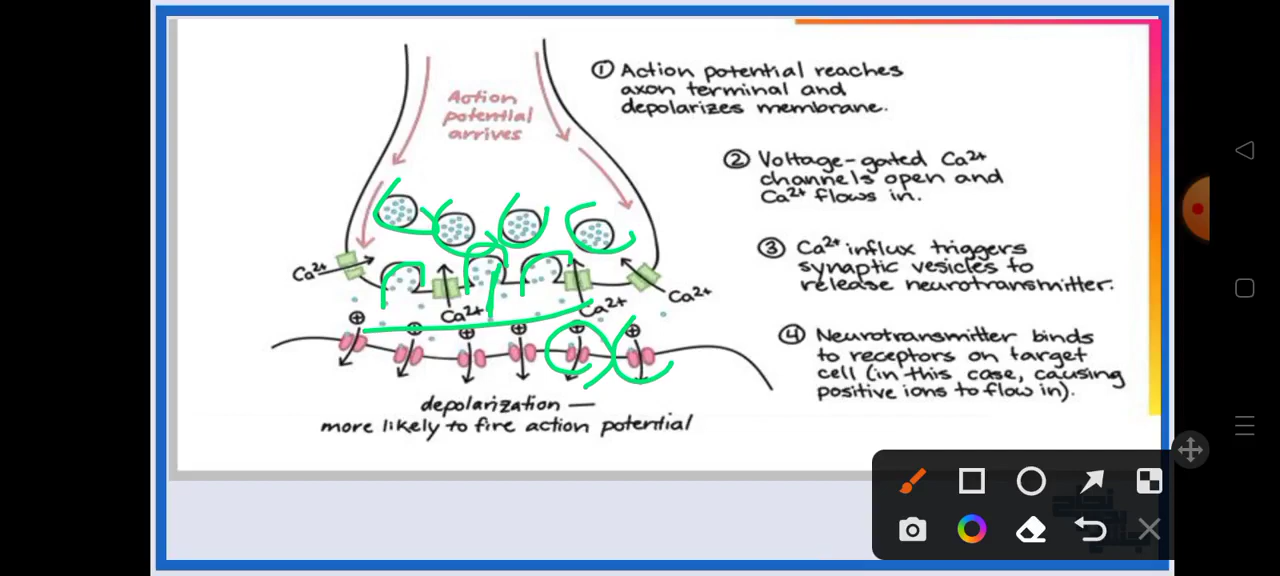 Action
potential
arrives
① Action potential reaches
axon terminal and
depolarizes membrane.
② Voltage-gated Ca²⁺
channels open and
Ca²⁺ flows in.
③ Ca²⁺ influx triggers
synaptic vesicles to
release neurotransmitter.
Ca²⁺
Ca²⁺
Ca²⁺
Ca²⁺
④ Neurotransmitter binds
to receptors on target
cell (in this case, causing
positive ions to flow in).
depolarization —
more likely to fire action potential